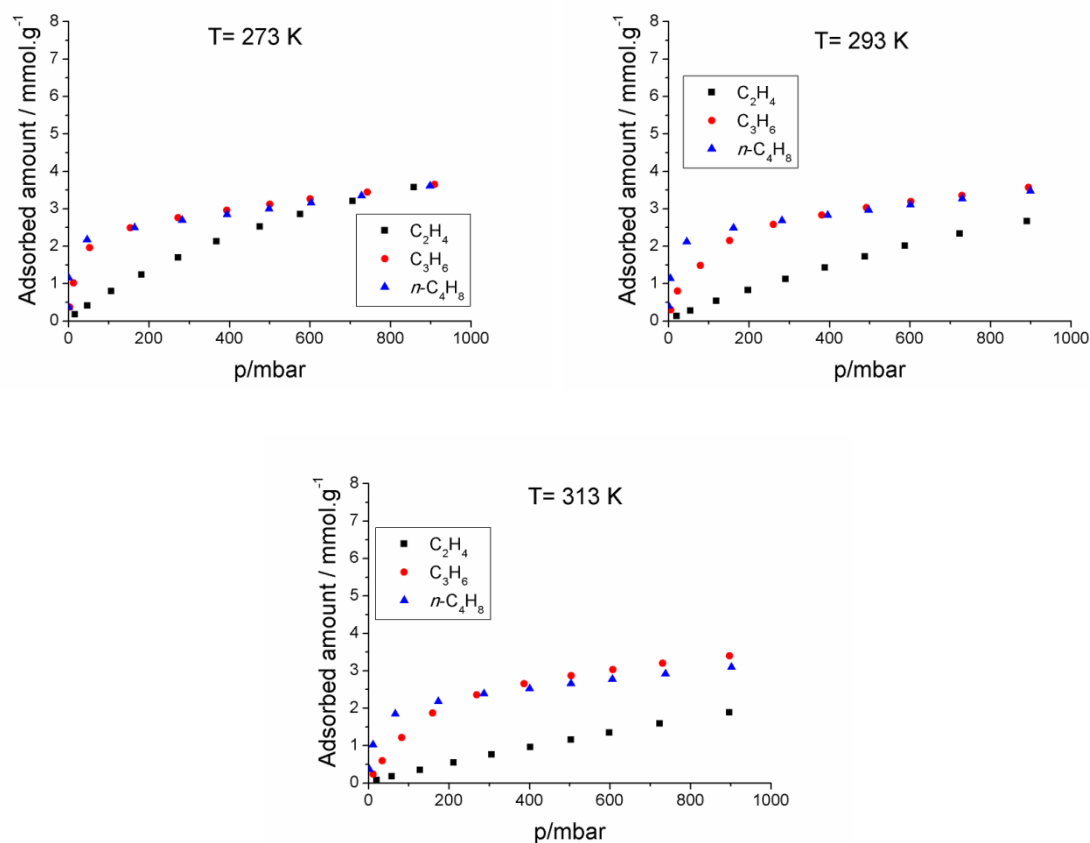 T= 273 K
Adsorbed amount / mmol.g⁻¹
8
7
6
5
4
3
2
1
0
C₂H₄
C₃H₆
n-C₄H₈
0 200 400 600 800 1000
p/mbar
T= 293 K
Adsorbed amount / mmol.g⁻¹
8
7
6
5
4
3
2
1
0
C₂H₄
C₃H₆
n-C₄H₈
0 200 400 600 800 1000
p/mbar
T= 313 K
Adsorbed amount / mmol.g⁻¹
8
7
6
5
4
3
2
1
0
C₂H₄
C₃H₆
n-C₄H₈
0 200 400 600 800 1000
p/mbar